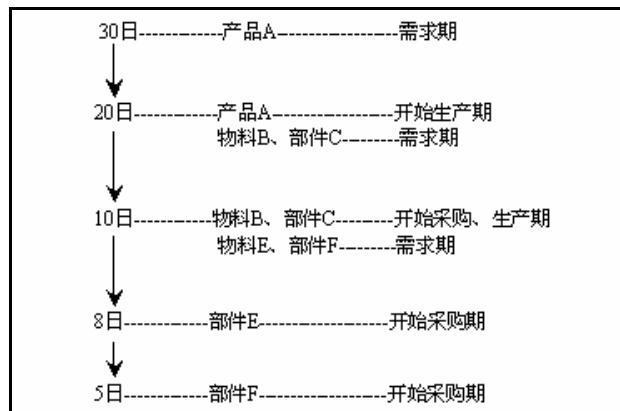 30日-------------产品A------------------需求期
20日-------------产品A------------------开始生产期
物料B、部件C---------需求期
10日-------------物料B、部件C---------开始采购、生产期
物料E、部件F---------需求期
8日-------------部件E--------------------开始采购期
5日-------------部件F--------------------开始采购期